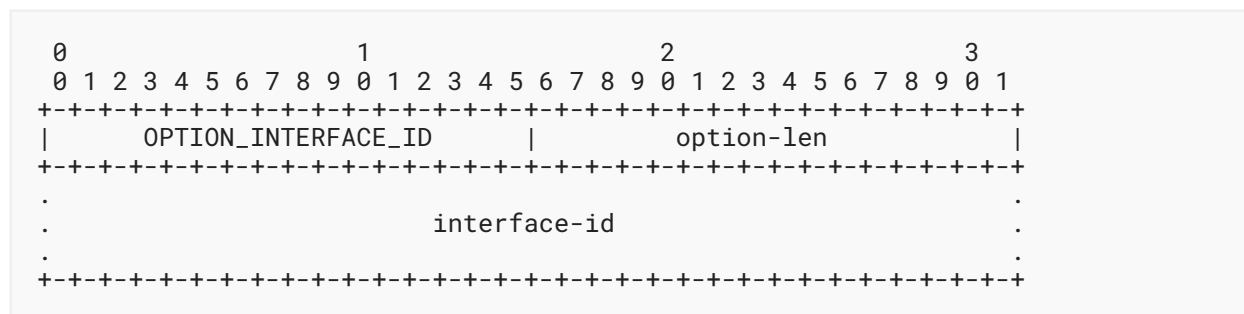 0                   1                   2                   3
 0 1 2 3 4 5 6 7 8 9 0 1 2 3 4 5 6 7 8 9 0 1 2 3 4 5 6 7 8 9 0 1
+-+-+-+-+-+-+-+-+-+-+-+-+-+-+-+-+-+-+-+-+-+-+-+-+-+-+-+-+-+-+-+-+
|      OPTION_INTERFACE_ID      |         option-len            |
+-+-+-+-+-+-+-+-+-+-+-+-+-+-+-+-+-+-+-+-+-+-+-+-+-+-+-+-+-+-+-+-+
.                                                               .
.                         interface-id                          .
.                                                               .
+-+-+-+-+-+-+-+-+-+-+-+-+-+-+-+-+-+-+-+-+-+-+-+-+-+-+-+-+-+-+-+-+